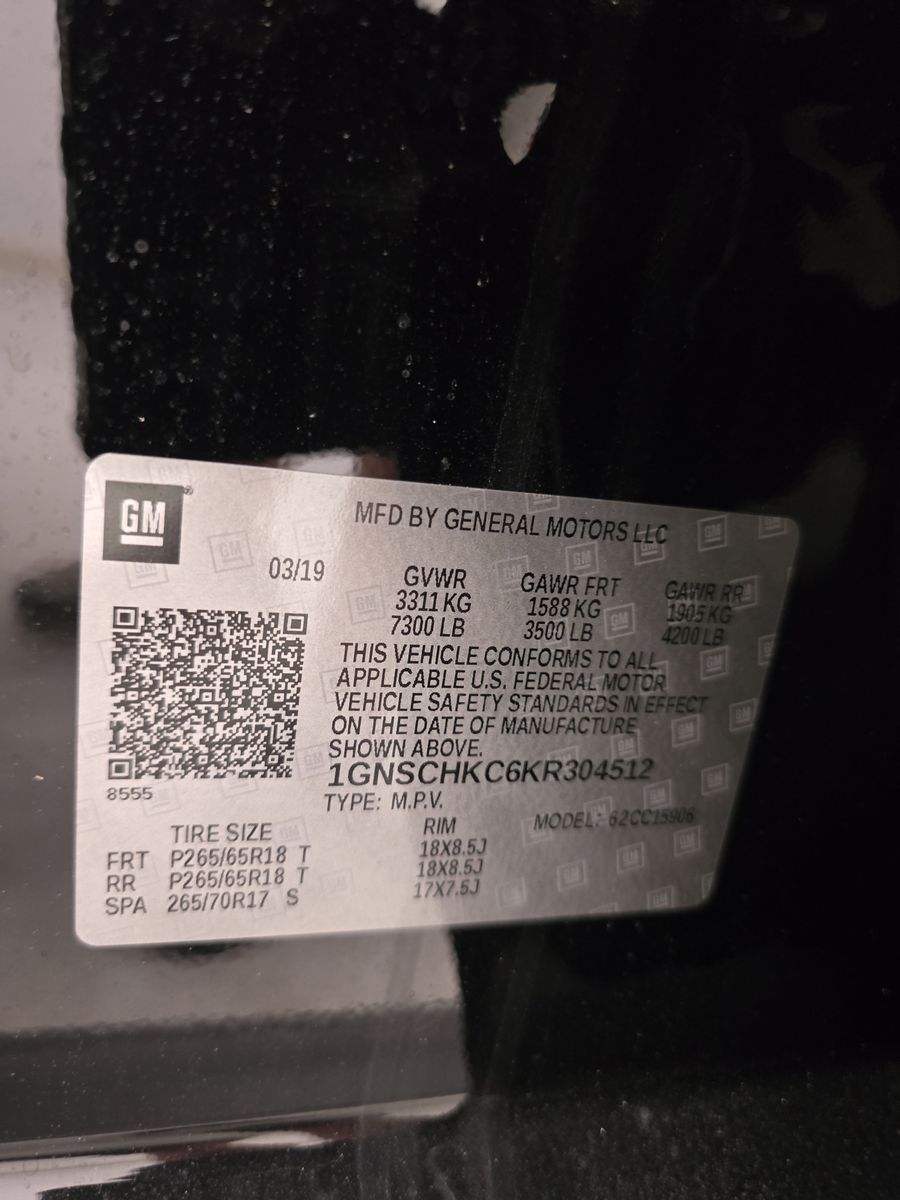 GM
MFD BY GENERAL MOTORS LLC
03/19
GVWR GAWR FRT GAWR RR
3311 KG 1588 KG 1905 KG
7300 LB 3500 LB 4200 LB
THIS VEHICLE CONFORMS TO ALL
APPLICABLE U.S. FEDERAL MOTOR
VEHICLE SAFETY STANDARDS IN EFFECT
ON THE DATE OF MANUFACTURE
SHOWN ABOVE.
1GNSCHKC6KR304512
8555
TYPE: M.P.V.
MODEL: 62CC15906
TIRE SIZE RIM
FRT P265/65R18 T 18X8.5J
RR P265/65R18 T 18X8.5J
SPA 265/70R17 S 17X7.5J